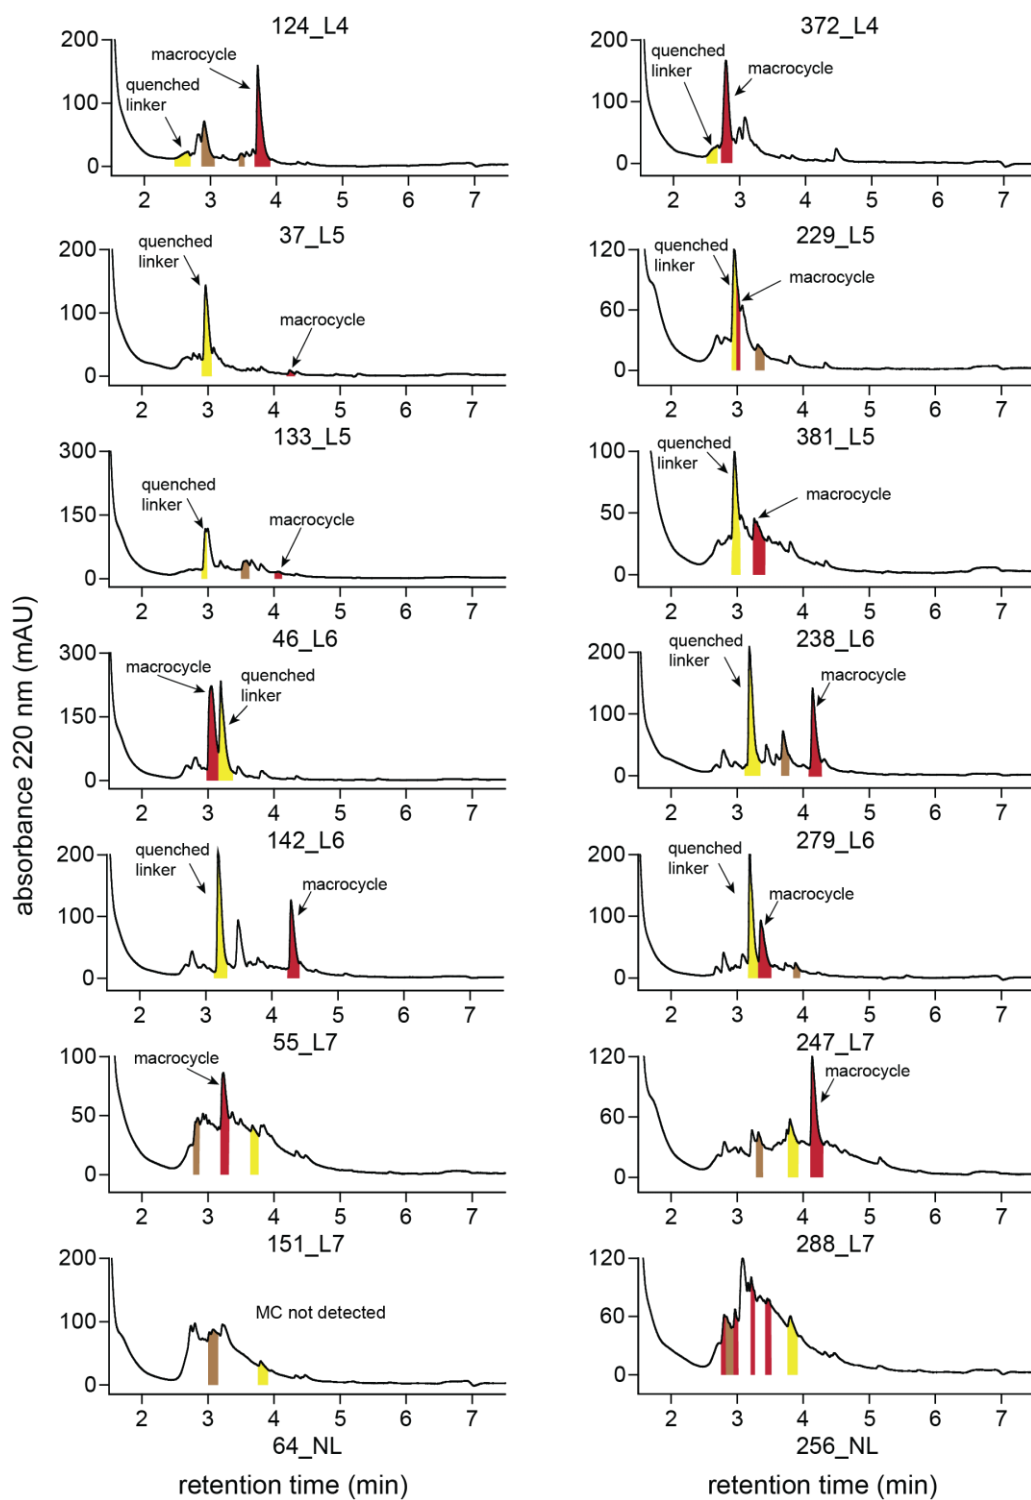 124_L4
200
macrocycle
quenched
linker
100
0
2 3 4 5 6 7
372_L4
200
quenched
linker
macrocycle
100
0
2 3 4 5 6 7
37_L5
200
quenched
linker
100
macrocycle
0
2 3 4 5 6 7
229_L5
120
quenched
linker
macrocycle
60
0
2 3 4 5 6 7
133_L5
300
quenched
linker
150
macrocycle
0
2 3 4 5 6 7
381_L5
100
quenched
linker
macrocycle
50
0
2 3 4 5 6 7
absorbance 220 nm (mAU)
46_L6
300
macrocycle
quenched
linker
150
0
2 3 4 5 6 7
238_L6
200
quenched
linker
macrocycle
100
0
2 3 4 5 6 7
142_L6
200
quenched
linker
macrocycle
100
0
2 3 4 5 6 7
279_L6
200
quenched
linker
macrocycle
100
0
2 3 4 5 6 7
55_L7
100
macrocycle
50
0
2 3 4 5 6 7
247_L7
120
macrocycle
60
0
2 3 4 5 6 7
151_L7
200
MC not detected
100
0
2 3 4 5 6 7
288_L7
120
60
0
2 3 4 5 6 7
64_NL
256_NL
retention time (min)
retention time (min)